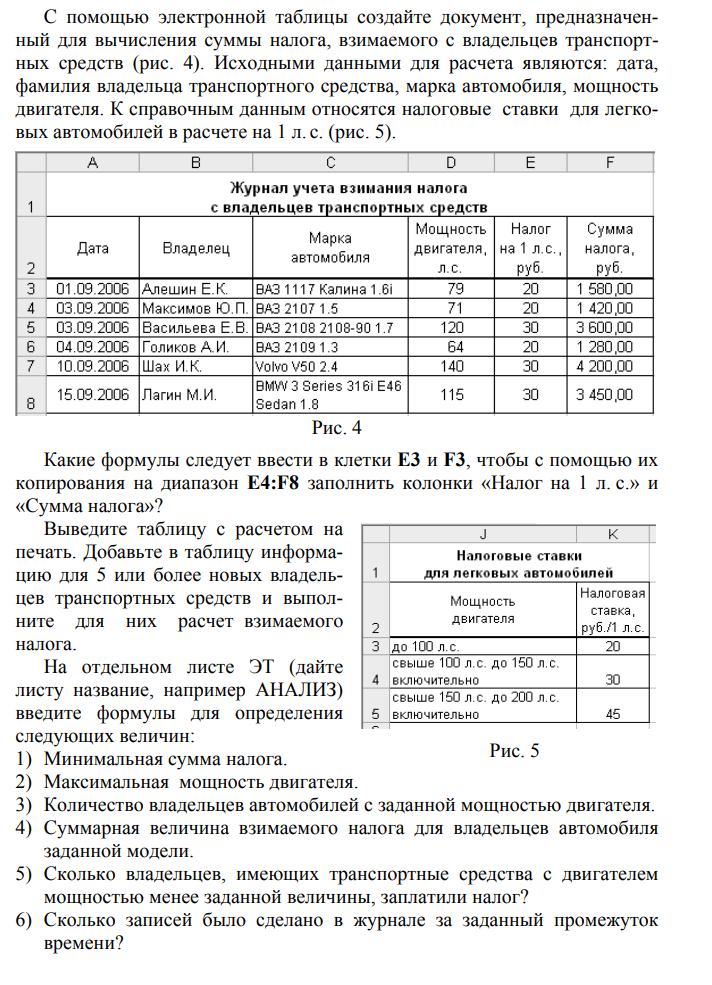 С помощью электронной таблицы создайте документ, предназначен-
ный для вычисления суммы налога, взимаемого с владельцев транспорт-
ных средств (рис. 4). Исходными данными для расчета являются: дата,
фамилия владельца транспортного средства, марка автомобиля, мощность
двигателя. К справочным данным относятся налоговые ставки для легко-
вых автомобилей в расчете на 1 л. с. (рис. 5).
A B C D E F
1 Журнал учета взимания налога
с владельцев транспортных средств
2 Дата Владелец Марка автомобиля Мощность двигателя, л.с. Налог на 1 л.с., руб. Сумма налога, руб.
3 01.09.2006 Алешин Е.К. ВАЗ 1117 Калина 1.6i 79 20 1 580,00
4 03.09.2006 Максимов Ю.П. ВАЗ 2107 1.5 71 20 1 420,00
5 03.09.2006 Васильева Е.В. ВАЗ 2108 2108-90 1.7 120 30 3 600,00
6 04.09.2006 Голиков А.И. ВАЗ 2109 1.3 64 20 1 280,00
7 10.09.2006 Шах И.К. Volvo V50 2.4 140 30 4 200,00
8 15.09.2006 Лагин М.И. BMW 3 Series 316i E46 Sedan 1.8 115 30 3 450,00
Рис. 4
Какие формулы следует ввести в клетки E3 и F3, чтобы с помощью их
копирования на диапазон E4:F8 заполнить колонки «Налог на 1 л. с.» и
«Сумма налога»?
Выведите таблицу с расчетом на
печать. Добавьте в таблицу информа-
цию для 5 или более новых владель-
цев транспортных средств и выпол-
ните для них расчет взимаемого
налога.
На отдельном листе ЭТ (дайте
листу название, например АНАЛИЗ)
введите формулы для определения
следующих величин:
J K
1 Налоговые ставки
для легковых автомобилей
2 Мощность двигателя Налоговая ставка, руб./1 л.с.
3 до 100 л.с. 20
4 свыше 100 л.с. до 150 л.с. включительно 30
5 свыше 150 л.с. до 200 л.с. включительно 45
Рис. 5
1) Минимальная сумма налога.
2) Максимальная мощность двигателя.
3) Количество владельцев автомобилей с заданной мощностью двигателя.
4) Суммарная величина взимаемого налога для владельцев автомобиля
заданной модели.
5) Сколько владельцев, имеющих транспортные средства с двигателем
мощностью менее заданной величины, заплатили налог?
6) Сколько записей было сделано в журнале за заданный промежуток
времени?